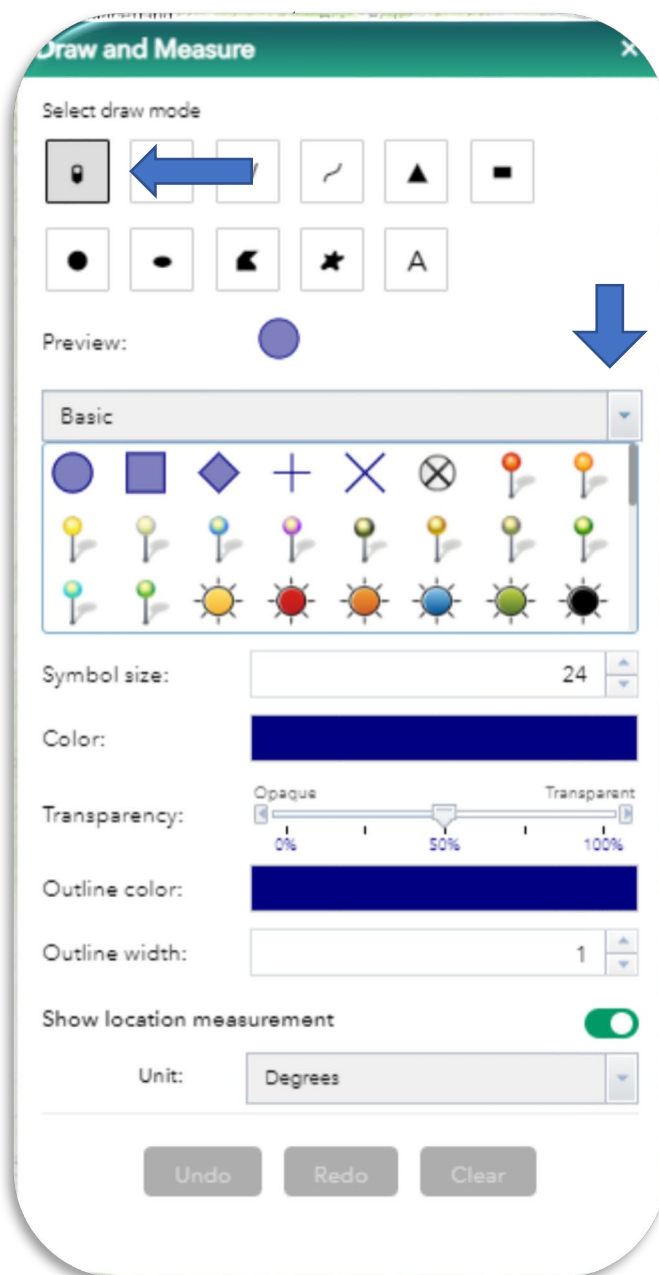 Draw and Measure
Select draw mode
A
Preview:
Basic
Symbol size: 24
Color:
Opaque Transparent
Transparency:
0% 50% 100%
Outline color:
Outline width: 1
Show location measurement
Unit: Degrees
Undo Redo Clear